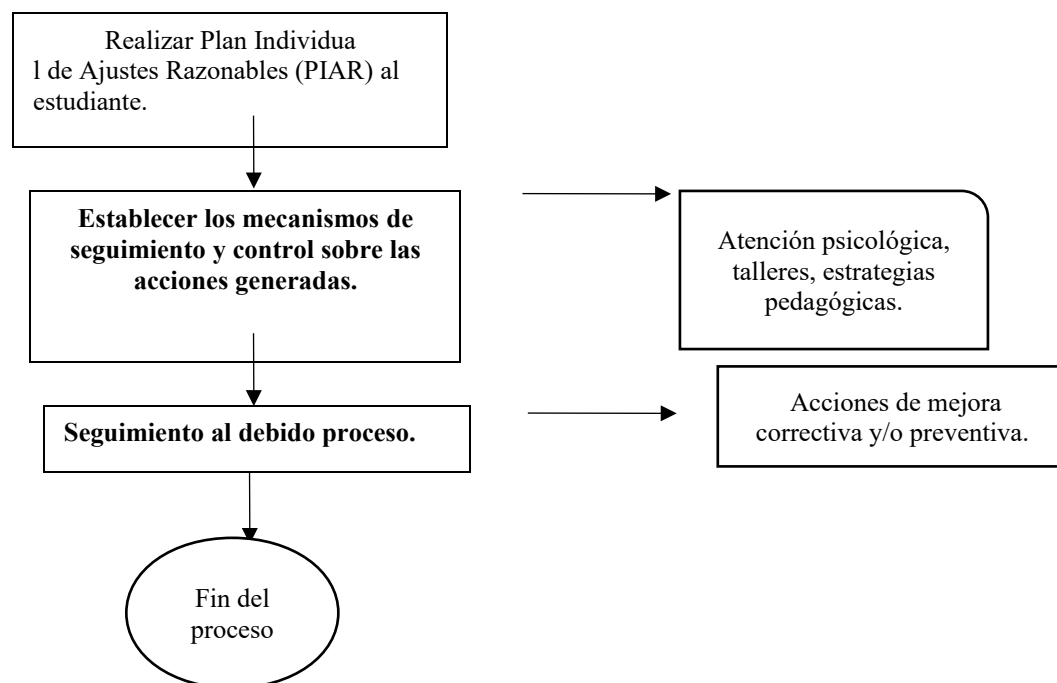 Realizar Plan Individua
l de Ajustes Razonables (PIAR) al
estudiante.
Establecer los mecanismos de
seguimiento y control sobre las
acciones generadas.
Atención psicológica,
talleres, estrategias
pedagógicas.
Seguimiento al debido proceso.
Acciones de mejora
correctiva y/o preventiva.
Fin del
proceso